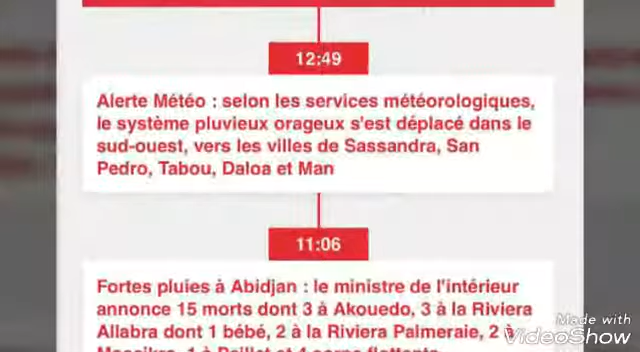 12:49
Alerte Météo : selon les services météorologiques,
le système pluvieux orageux s'est déplacé dans le
sud-ouest, vers les villes de Sassandra, San
Pedro, Tabou, Daloa et Man
11:06
Fortes pluies à Abidjan : le ministre de l'intérieur
annonce 15 morts dont 3 à Akouedo, 3 à la Riviera
Allabra dont 1 bébé, 2 à la Riviera Palmeraie, 2 à
Made with
VideoShow